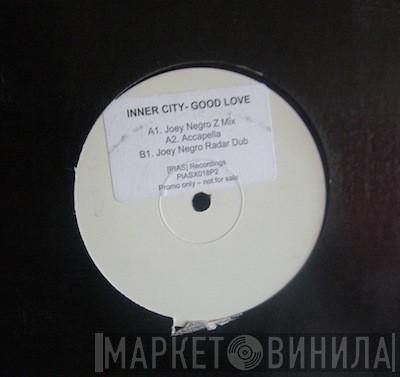 INNER CITY- GOOD LOVE
A1. Joey Negro Z Mix
A2. Accapella
B1. Joey Negro Radar Dub
[PIAS] Recordings
PIASX018P2
Promo only – not for sale
МАРКЕТ ВИНИЛА